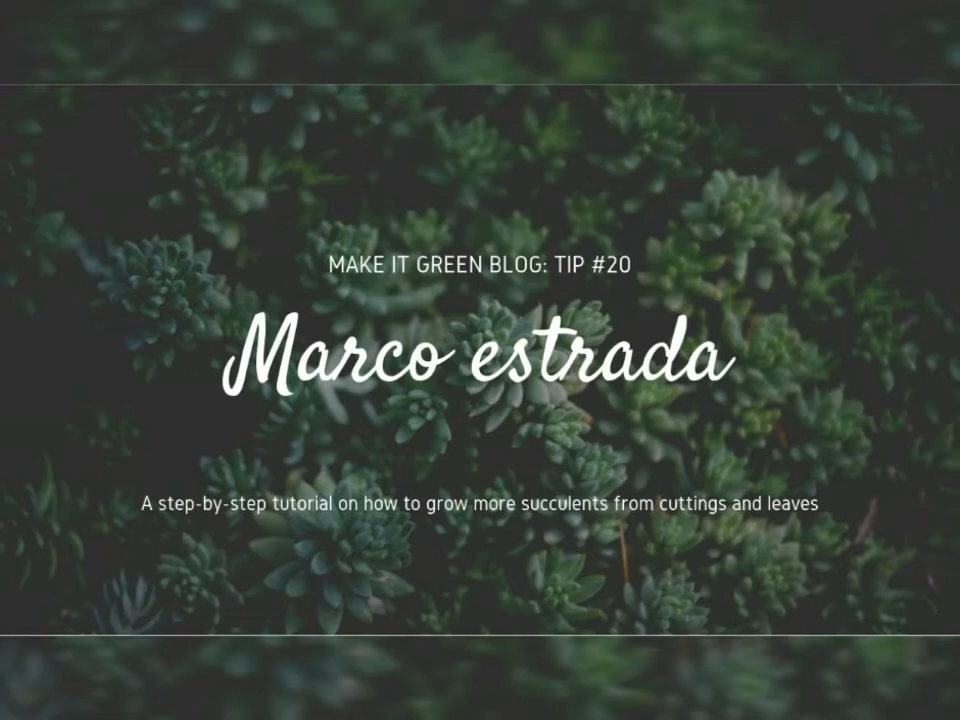 MAKE IT GREEN BLOG: TIP #20
Marco estrada
A step-by-step tutorial on how to grow more succulents from cuttings and leaves